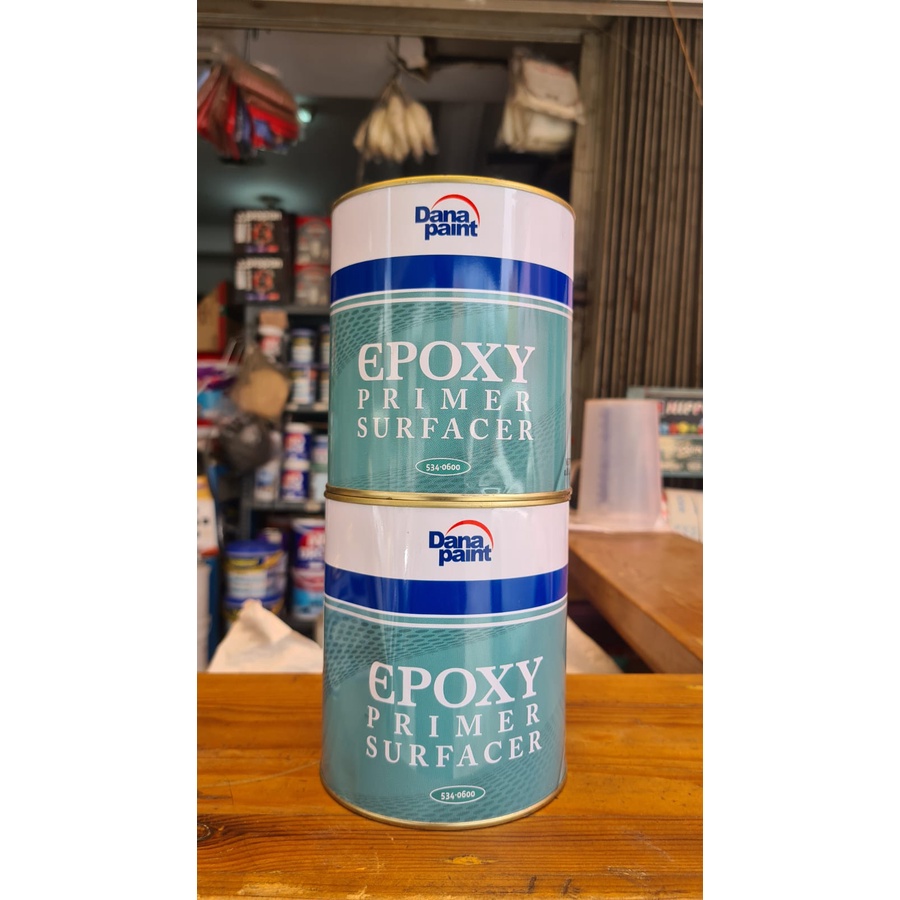 Dana
paint
EPOXY
PRIMER
SURFACER
534-0600
Dana
paint
EPOXY
PRIMER
SURFACER
534-0600